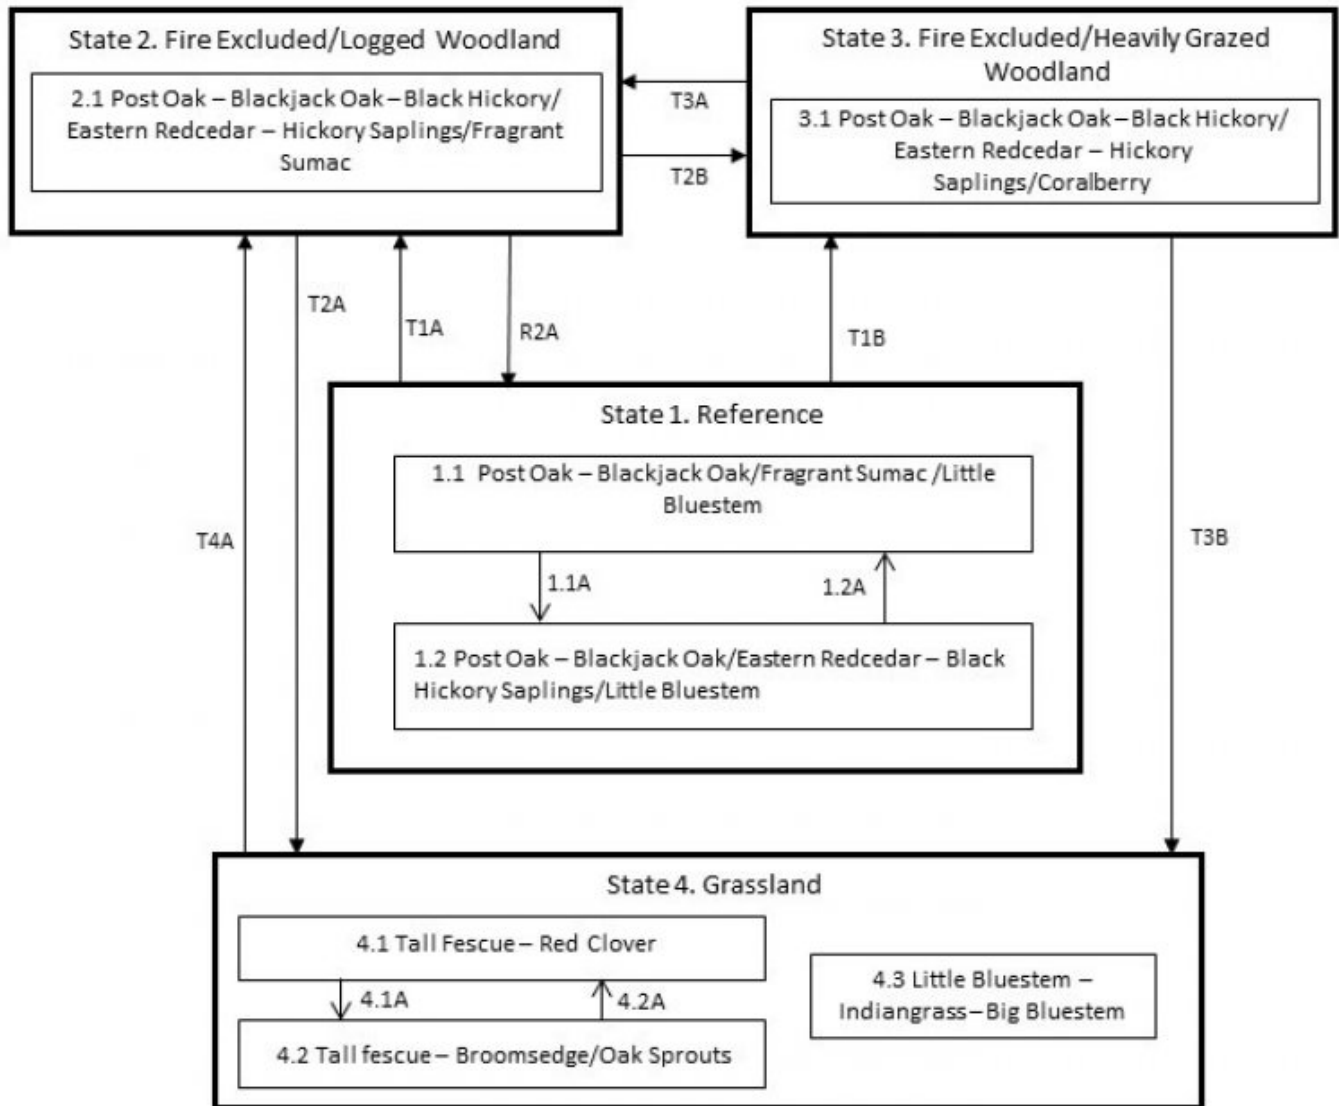 State 2. Fire Excluded/Logged Woodland
2.1 Post Oak – Blackjack Oak – Black Hickory/
Eastern Redcedar – Hickory Saplings/Fragrant
Sumac
State 3. Fire Excluded/Heavily Grazed
Woodland
3.1 Post Oak – Blackjack Oak – Black Hickory/
Eastern Redcedar – Hickory
Saplings/Coralberry
T3A
T2B
T2A
T1A
R2A
T1B
State 1. Reference
1.1 Post Oak – Blackjack Oak/Fragrant Sumac /Little
Bluestem
T4A
T3B
1.1A
1.2A
1.2 Post Oak – Blackjack Oak/Eastern Redcedar – Black
Hickory Saplings/Little Bluestem
State 4. Grassland
4.1 Tall Fescue – Red Clover
4.1A
4.2A
4.2 Tall fescue – Broomsedge/Oak Sprouts
4.3 Little Bluestem –
Indiangrass – Big Bluestem